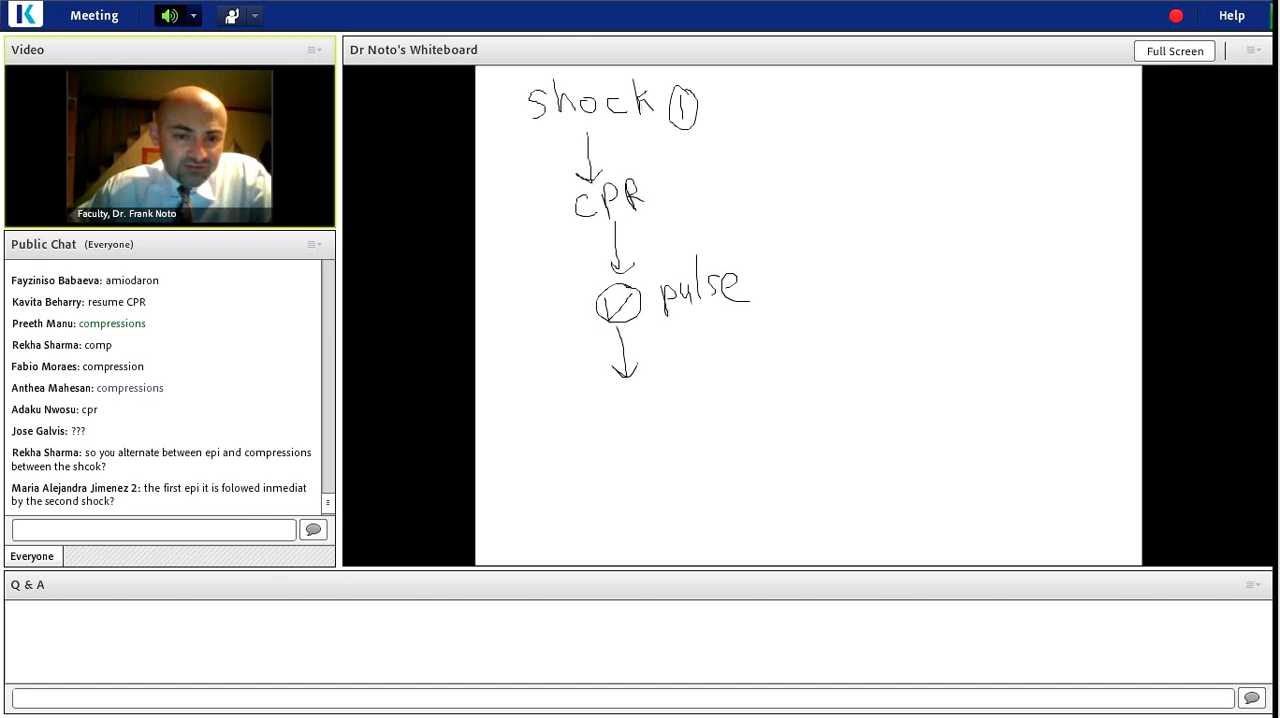 K Meeting Help
Video
Faculty, Dr. Frank Noto
Public Chat (Everyone)
Fayziniso Babaeva: amiodaron
Kavita Beharry: resume CPR
Preeth Manu: compressions
Rekha Sharma: comp
Fabio Moraes: compression
Anthea Mahesan: compressions
Adaku Nwosu: cpr
Jose Galvis: ???
Rekha Sharma: so you alternate between epi and compressions
between the shcok?
Maria Alejandra Jimenez 2: the first epi it is folowed inmediat
by the second shock?
Everyone
Dr Noto's Whiteboard
Full Screen
shock 1
CPR
pulse
Q & A